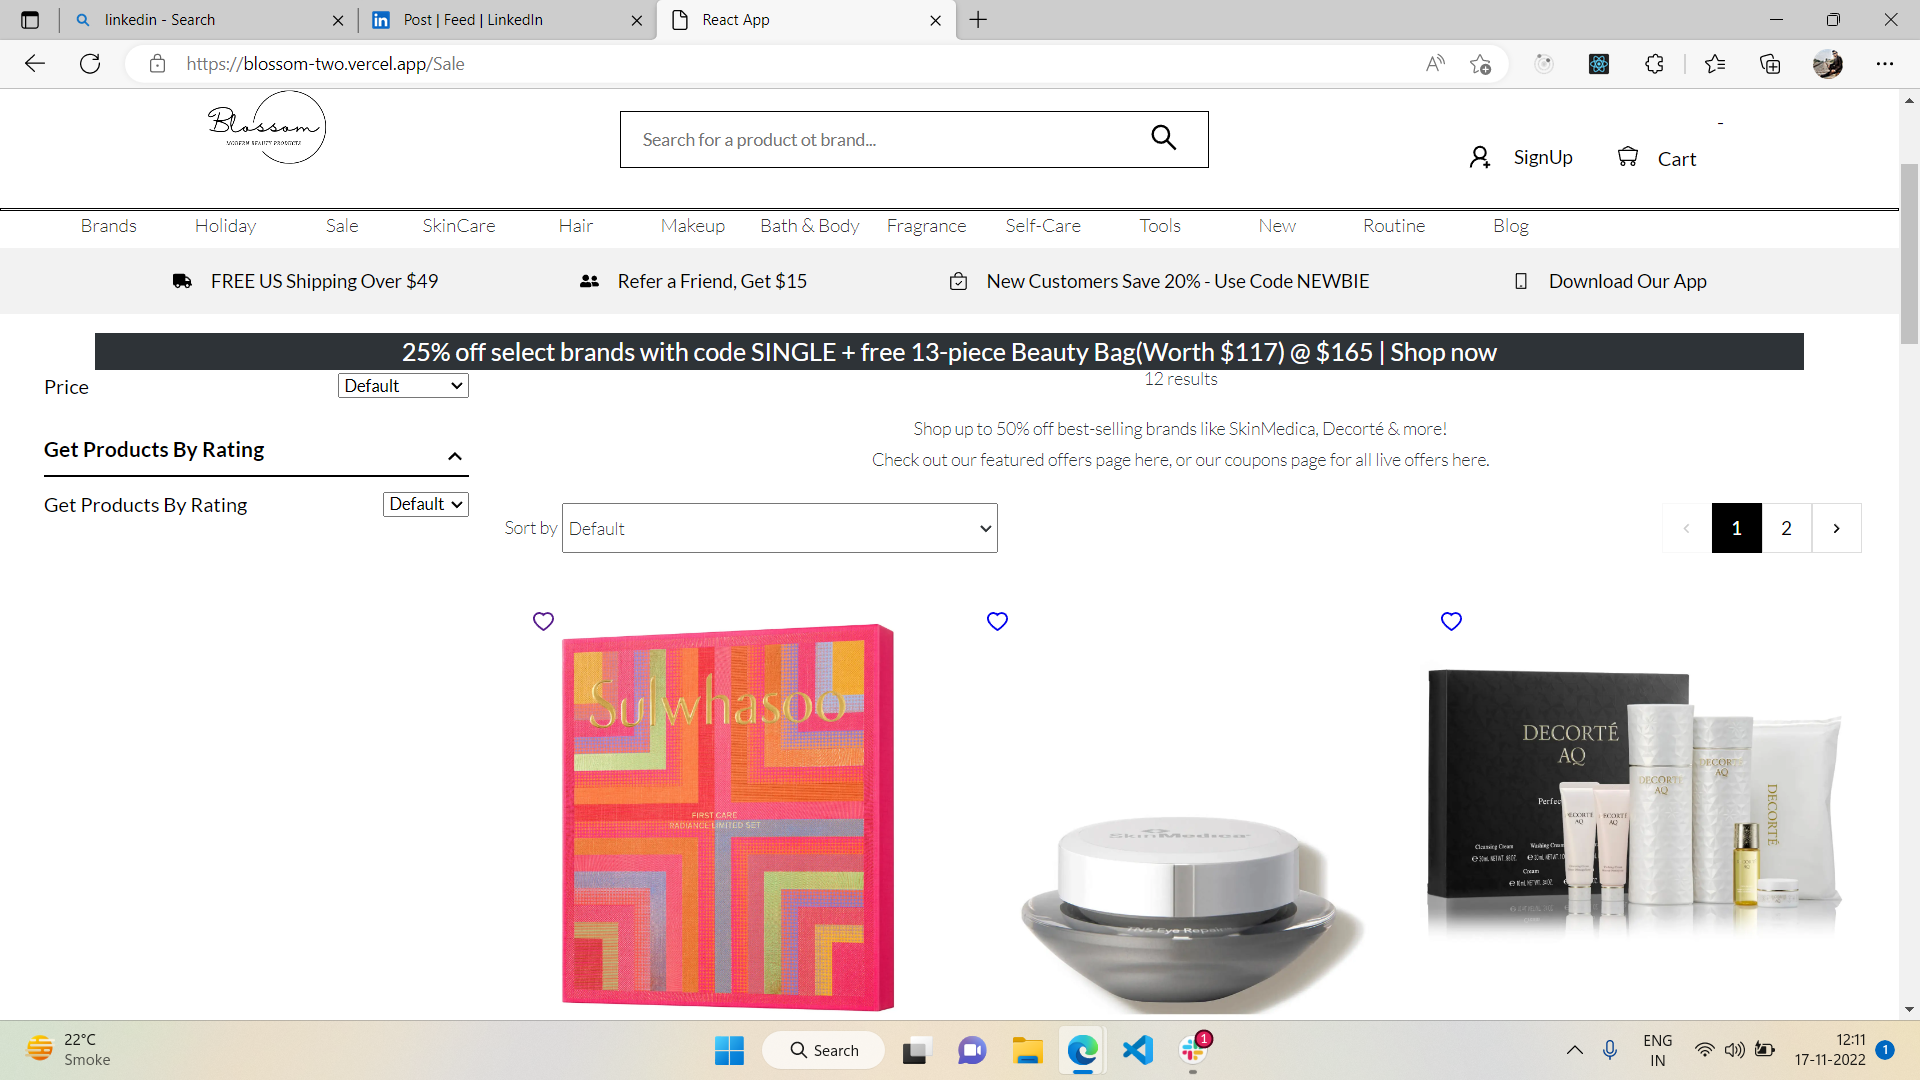 linkedin - Search
Post | Feed | LinkedIn
React App
https://blossom-two.vercel.app/Sale
Blossom
MODERN BEAUTY PRODUCTS
Search for a product ot brand...
-
SignUp
Cart
Brands Holiday Sale SkinCare Hair Makeup Bath & Body Fragrance Self-Care Tools New Routine Blog
FREE US Shipping Over $49
Refer a Friend, Get $15
New Customers Save 20% - Use Code NEWBIE
Download Our App
25% off select brands with code SINGLE + free 13-piece Beauty Bag(Worth $117) @ $165 | Shop now
Price Default
12 results
Shop up to 50% off best-selling brands like SkinMedica, Decorté & more!
Get Products By Rating
Check out our featured offers page here, or our coupons page for all live offers here.
Get Products By Rating Default
Sort by Default
1 2
Sulwhasoo
FIRST CARE
RADIANCE LIMITED SET
SkinMedica
TNS Eye Repair
DECORTÉ
AQ
Perfec
Cleansing Cream
Washing Cream
Cream
DECORTÉ
AQ
DECORTÉ
AQ
DECORTÉ
AQ
DECORTÉ
AQ
DECORTÉ
22°C
Smoke
Search
1
ENG
IN
12:11
17-11-2022
1